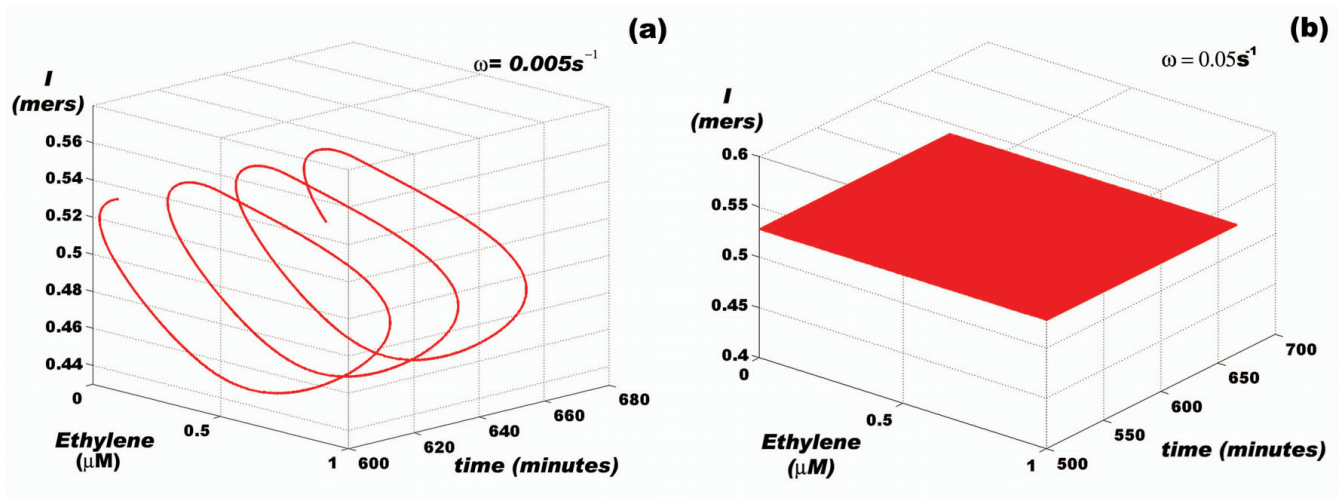 (a)
ω= 0.005s⁻¹
I
(mers)
0.56
0.54
0.52
0.5
0.48
0.46
0.44
0
0.5
1
Ethylene
(μM)
600
620
640
660
680
time (minutes)
(b)
ω = 0.05s⁻¹
I
(mers)
0.6
0.55
0.5
0.45
0.4
0
0.5
1
Ethylene
(μM)
500
550
600
650
700
time (minutes)